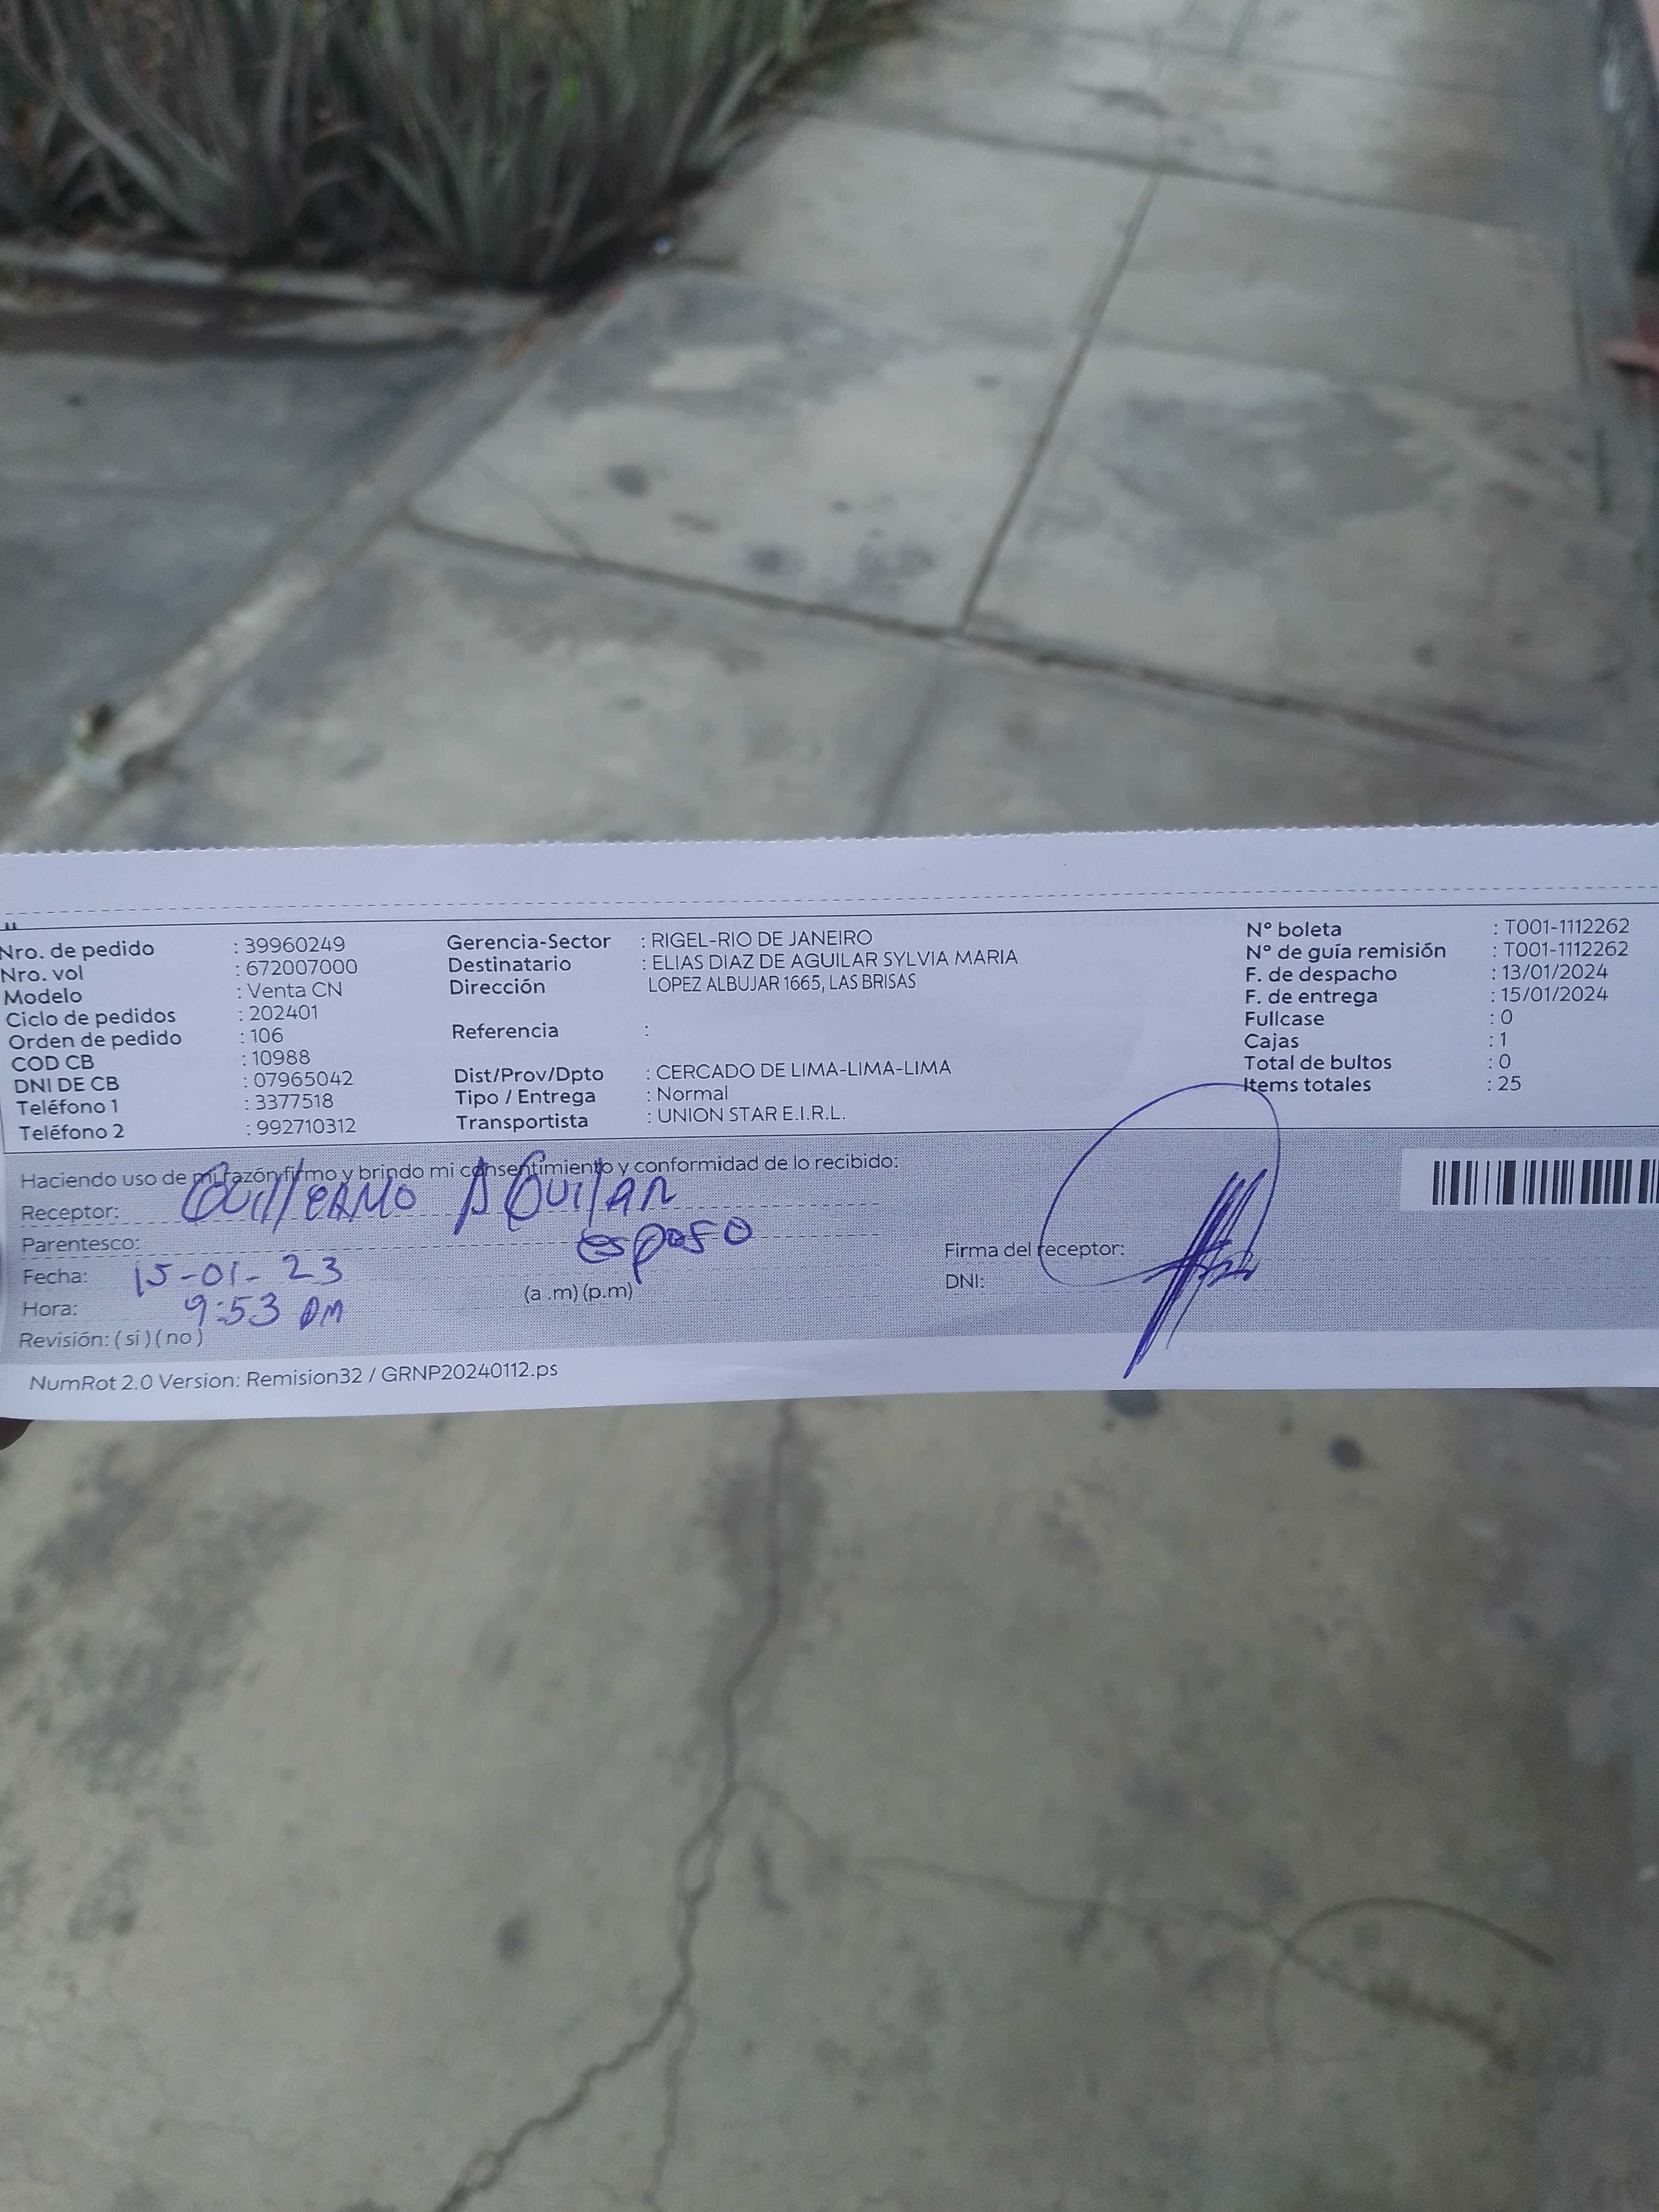 Nro. de pedido : 39960249
Nro. vol : 672007000
Modelo : Venta CN
Ciclo de pedidos : 202401
Orden de pedido : 106
COD CB : 10988
DNI DE CB : 07965042
Teléfono 1 : 3377518
Teléfono 2 : 992710312
Gerencia-Sector : RIGEL-RIO DE JANEIRO
Destinatario : ELIAS DIAZ DE AGUILAR SYLVIA MARIA
Dirección LOPEZ ALBUJAR 1665, LAS BRISAS
Referencia :
Dist/Prov/Dpto : CERCADO DE LIMA-LIMA-LIMA
Tipo / Entrega : Normal
Transportista : UNION STAR E.I.R.L.
N° boleta : T001-1112262
N° de guía remisión : T001-1112262
F. de despacho : 13/01/2024
F. de entrega : 15/01/2024
Fullcase : 0
Cajas : 1
Total de bultos : 0
Items totales : 25
Haciendo uso de mi razón firmo y brindo mi consentimiento y conformidad de lo recibido:
Receptor: Guillermo Aguilar
Parentesco: esposo
Fecha: 15-01-23
Hora: 9:53 AM (a .m) (p.m)
Revisión: ( si ) ( no )
Firma del receptor:
DNI:
NumRot 2.0 Version: Remision32 / GRNP20240112.ps